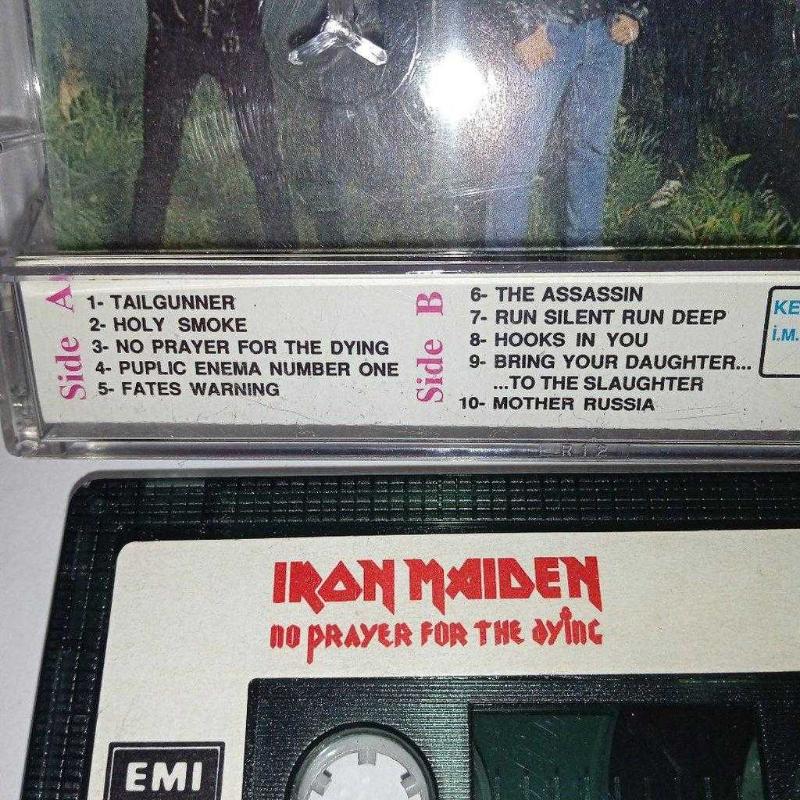 Side A
1- TAILGUNNER
2- HOLY SMOKE
3- NO PRAYER FOR THE DYING
4- PUPLIC ENEMA NUMBER ONE
5- FATES WARNING
Side B
6- THE ASSASSIN
7- RUN SILENT RUN DEEP
8- HOOKS IN YOU
9- BRING YOUR DAUGHTER...
...TO THE SLAUGHTER
10- MOTHER RUSSIA
KE
İ.M.
IRON MAIDEN
NO PRAYER FOR THE DYING
EMI